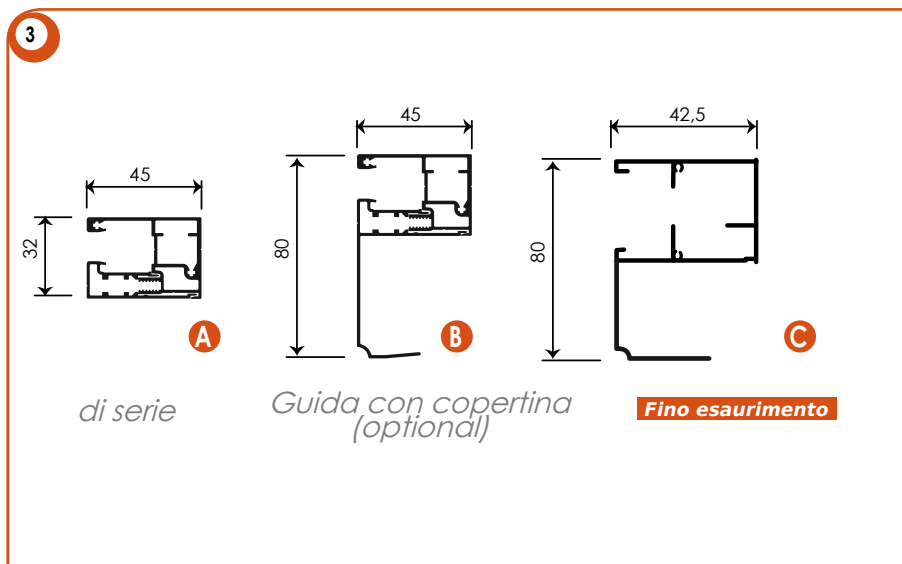 3
45
32
A
di serie
45
80
B
Guida con copertina
(optional)
42,5
80
C
Fino esaurimento